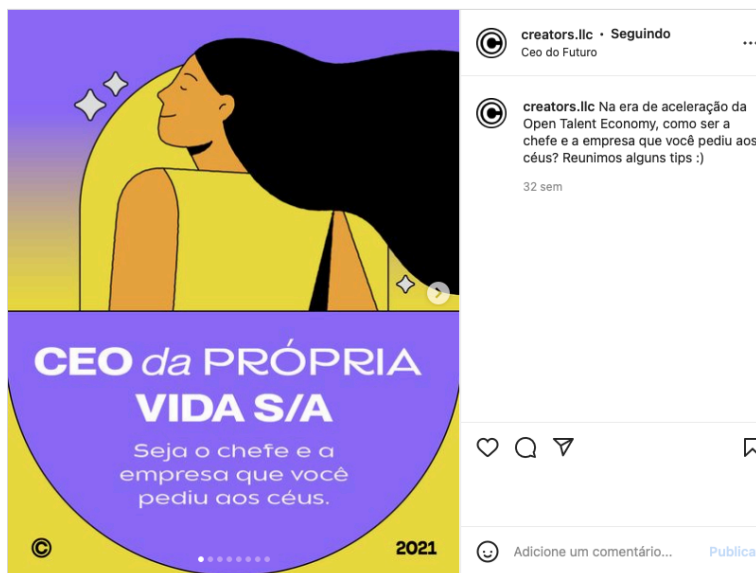 CEO da PRÓPRIA
VIDA S/A
Seja o chefe e a
empresa que você
pediu aos céus.
©
2021
creators.llc • Seguindo
Ceo do Futuro
creators.llc Na era de aceleração da
Open Talent Economy, como ser a
chefe e a empresa que você pediu aos
céus? Reunimos alguns tips :)
32 sem
Adicione um comentário...
Publica